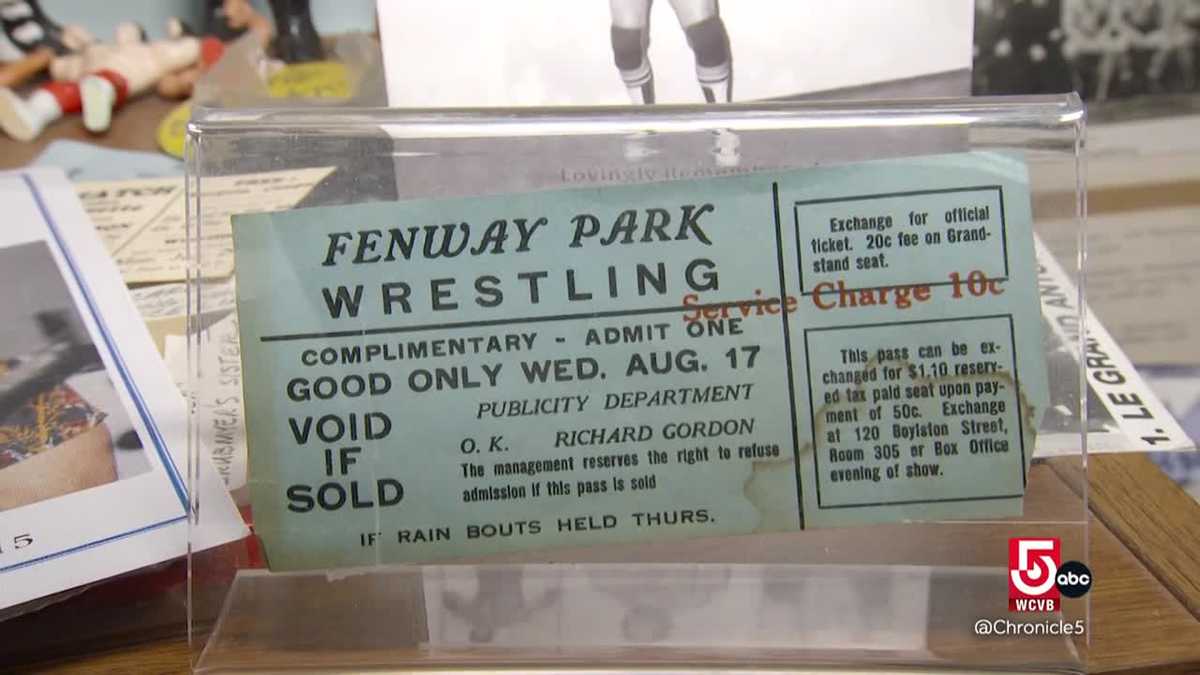 Lovingly Remembe
FENWAY PARK
WRESTLING
COMPLIMENTARY - ADMIT ONE
GOOD ONLY WED. AUG. 17
VOID
IF
SOLD
PUBLICITY DEPARTMENT
O. K. RICHARD GORDON
The management reserves the right to refuse
admission if this pass is sold
IF RAIN BOUTS HELD THURS.
Exchange for official
ticket. 20c fee on Grand-
stand seat.
Service Charge 10c
This pass can be ex-
changed for $1.10 reserv-
ed tax paid seat upon pay-
ment of 50c. Exchange
at 120 Boylston Street,
Room 305 or Box Office
evening of show.
1. LE GRAN
15
5 abc
WCVB
@Chronicle5